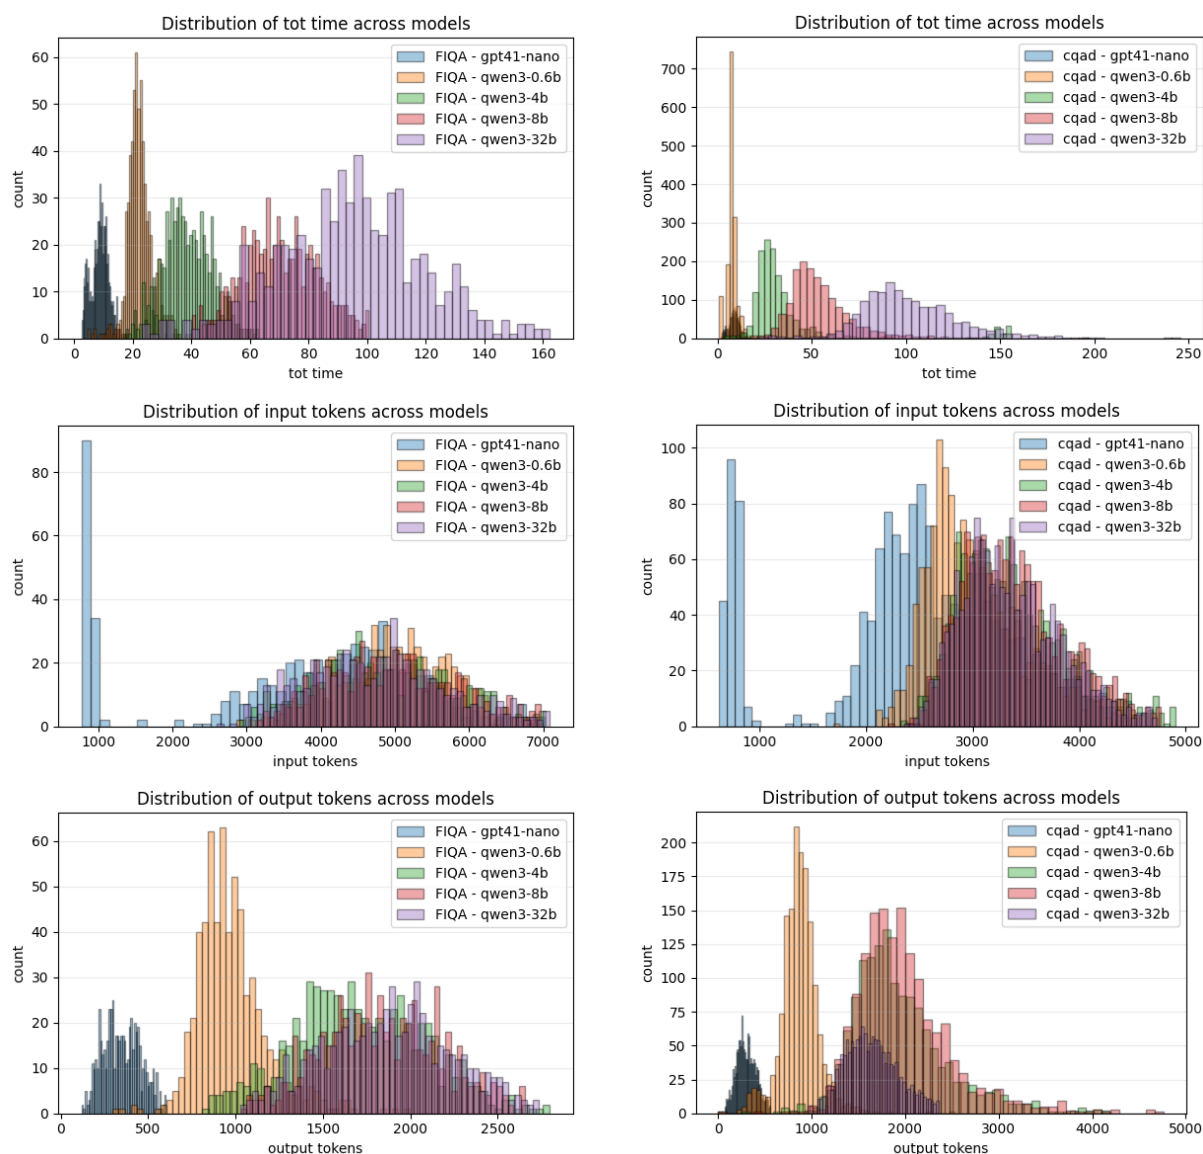 Distribution of tot time across models
60
50
40
30
20
10
0
count
FIQA - gpt41-nano
FIQA - qwen3-0.6b
FIQA - qwen3-4b
FIQA - qwen3-8b
FIQA - qwen3-32b
0 20 40 60 80 100 120 140 160
tot time
Distribution of tot time across models
700
600
500
400
300
200
100
0
count
cqad - gpt41-nano
cqad - qwen3-0.6b
cqad - qwen3-4b
cqad - qwen3-8b
cqad - qwen3-32b
0 50 100 150 200 250
tot time
Distribution of input tokens across models
80
60
40
20
0
count
FIQA - gpt41-nano
FIQA - qwen3-0.6b
FIQA - qwen3-4b
FIQA - qwen3-8b
FIQA - qwen3-32b
1000 2000 3000 4000 5000 6000 7000
input tokens
Distribution of input tokens across models
100
80
60
40
20
0
count
cqad - gpt41-nano
cqad - qwen3-0.6b
cqad - qwen3-4b
cqad - qwen3-8b
cqad - qwen3-32b
1000 2000 3000 4000 5000
input tokens
Distribution of output tokens across models
60
50
40
30
20
10
0
count
FIQA - gpt41-nano
FIQA - qwen3-0.6b
FIQA - qwen3-4b
FIQA - qwen3-8b
FIQA - qwen3-32b
0 500 1000 1500 2000 2500
output tokens
Distribution of output tokens across models
200
175
150
125
100
75
50
25
0
count
cqad - gpt41-nano
cqad - qwen3-0.6b
cqad - qwen3-4b
cqad - qwen3-8b
cqad - qwen3-32b
0 1000 2000 3000 4000 5000
output tokens